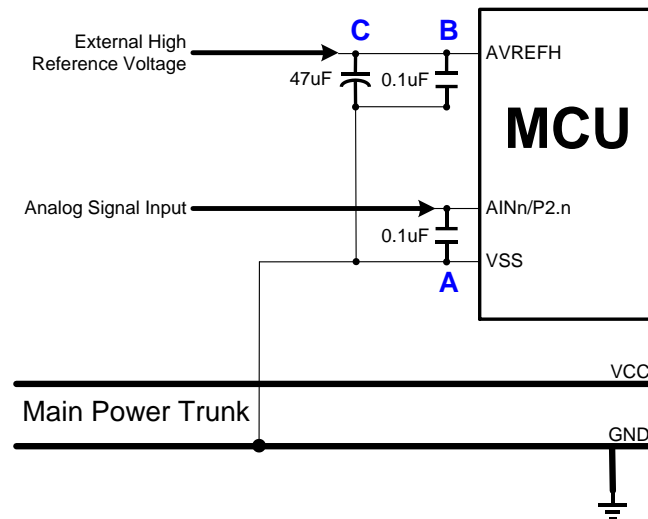 C
B
External High
Reference Voltage
AVREFH
47uF
0.1uF
MCU
Analog Signal Input
AINn/P2.n
0.1uF
VSS
A
VCC
Main Power Trunk
GND